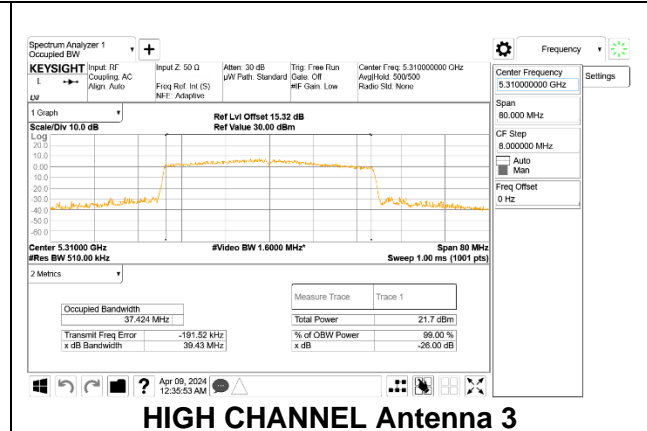 Spectrum Analyzer 1
Occupied BW
+
Frequency
KEYSIGHT Input: RF Input Z: 50 Ω Atten: 30 dB Trig: Free Run Center Freq: 5.310000000 GHz
L Coupling: AC µW Path: Standard Gate: Off Avg|Hold: 500/500
Align: Auto Freq Ref: Int (S) #IF Gain: Low Radio Std: None
NFE: Adaptive
Center Frequency
5.310000000 GHz
Settings
Span
80.000 MHz
CF Step
8.000000 MHz
Auto
Man
Freq Offset
0 Hz
1 Graph
Ref Lvl Offset 15.32 dB
Scale/Div 10.0 dB Ref Value 30.00 dBm
Log
20.0
10.0
0.00
-10.0
-20.0
-30.0
-40.0
-50.0
-60.0
Center 5.31000 GHz #Video BW 1.6000 MHz* Span 80 MHz
#Res BW 510.00 kHz Sweep 1.00 ms (1001 pts)
2 Metrics
Measure Trace Trace 1
Occupied Bandwidth
37.424 MHz Total Power 21.7 dBm
Transmit Freq Error -191.52 kHz % of OBW Power 99.00 %
x dB Bandwidth 39.43 MHz x dB -26.00 dB
? Apr 09, 2024
12:35:53 AM
HIGH CHANNEL Antenna 3